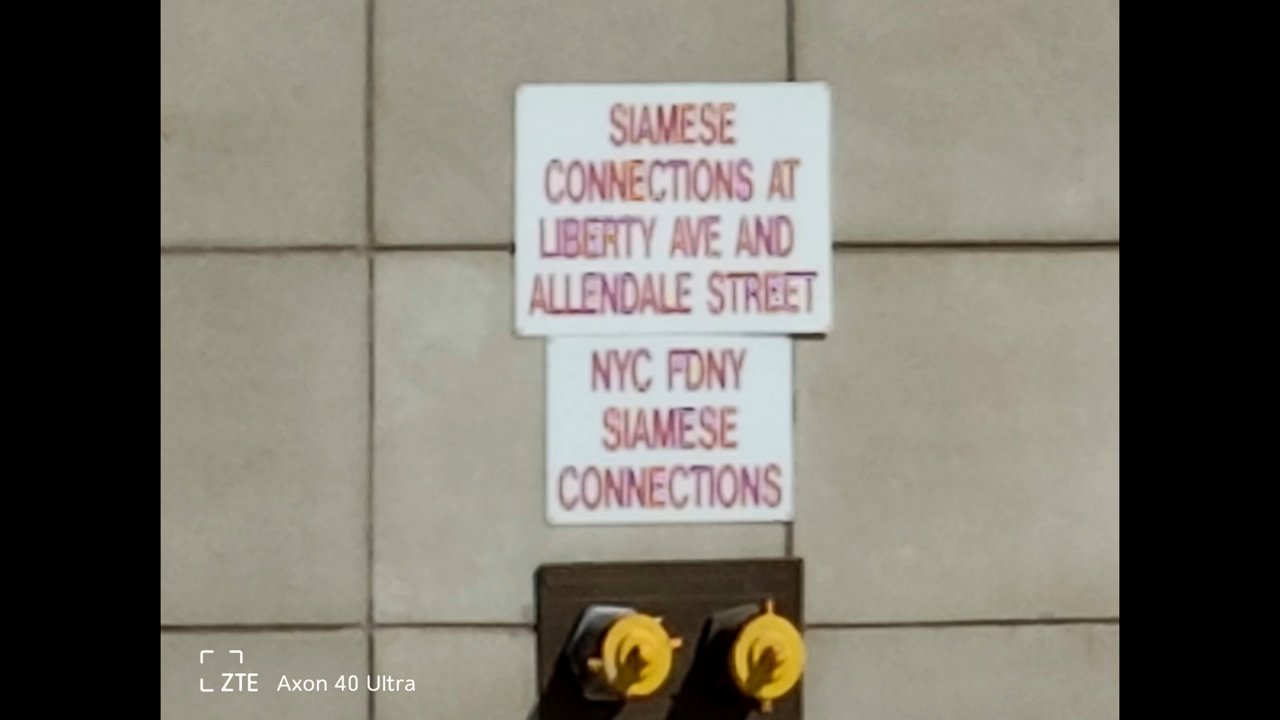 SIAMESE
CONNECTIONS AT
LIBERTY AVE AND
ALLENDALE STREET
NYC FDNY
SIAMESE
CONNECTIONS
ZTE Axon 40 Ultra